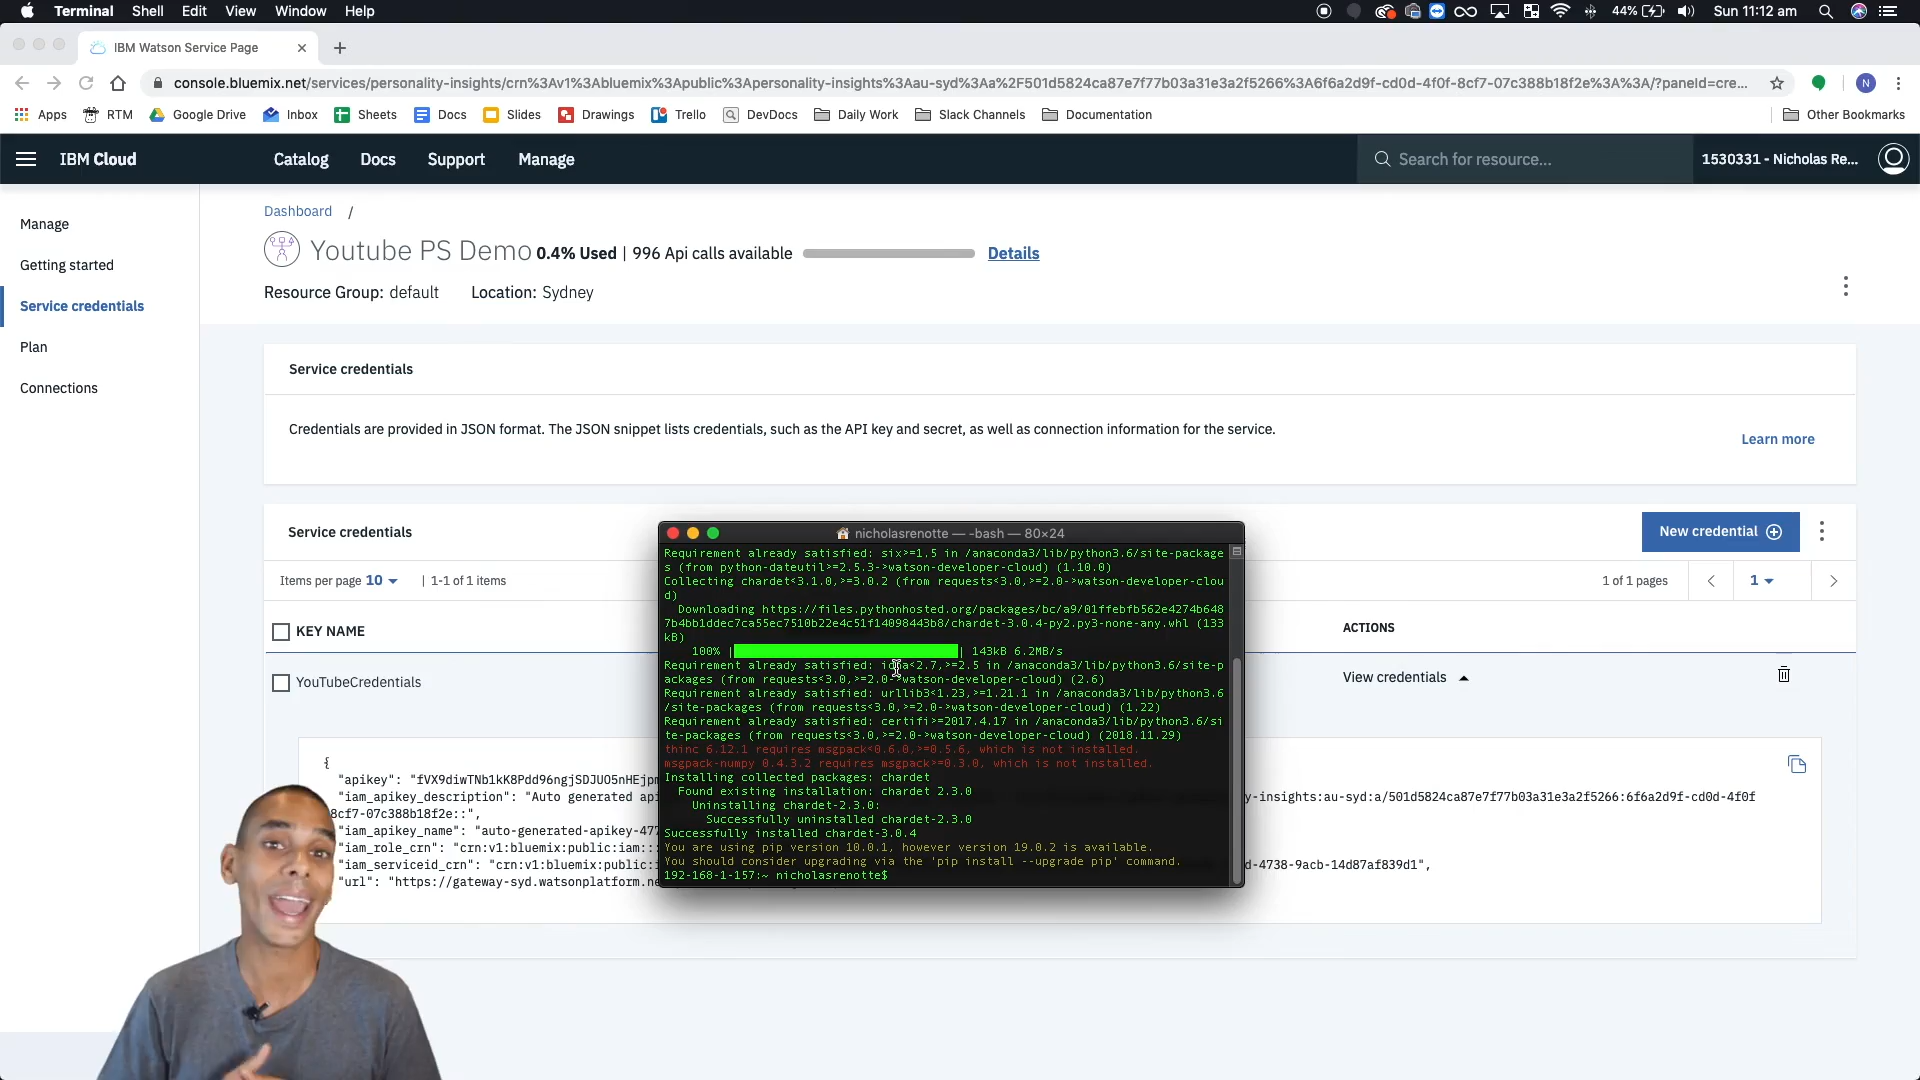 Terminal Shell Edit View Window Help 44% Sun 11:12 am
IBM Watson Service Page
console.bluemix.net/services/personality-insights/crn%3Av1%3Abluemix%3Apublic%3Apersonality-insights%3Aau-syd%3Aa%2F501d5824ca87e7f77b03a31e3a2f5266%3A6f6a2d9f-cd0d-4f0f-8cf7-07c388b18f2e%3A%3A/?paneId=cre... N
Apps RTM Google Drive Inbox Sheets Docs Slides Drawings Trello DevDocs Daily Work Slack Channels Documentation Other Bookmarks
IBM Cloud Catalog Docs Support Manage Search for resource... 1530331 - Nicholas Re...
Manage
Getting started
Service credentials
Plan
Connections
Dashboard /
Youtube PS Demo 0.4% Used | 996 Api calls available Details
Resource Group: default Location: Sydney
Service credentials
Credentials are provided in JSON format. The JSON snippet lists credentials, such as the API key and secret, as well as connection information for the service.
Learn more
Service credentials
New credential
Items per page 10 | 1-1 of 1 items
1 of 1 pages 1
KEY NAME
ACTIONS
YouTubeCredentials
View credentials
{
"apikey": "fVX9diwTNb1kK8Pdd96ngjSDJUO5nHEjpm
"iam_apikey_description": "Auto generated api
y-insights:au-syd:a/501d5824ca87e7f77b03a31e3a2f5266:6f6a2d9f-cd0d-4f0f
8cf7-07c388b18f2e::",
"iam_apikey_name": "auto-generated-apikey-477
"iam_role_crn": "crn:v1:bluemix:public:iam:::
"iam_serviceid_crn": "crn:v1:bluemix:public:i
d-4738-9acb-14d87af839d1",
"url": "https://gateway-syd.watsonplatform.ne
nicholasrenotte — -bash — 80×24
Requirement already satisfied: six>=1.5 in /anaconda3/lib/python3.6/site-package
s (from python-dateutil>=2.5.3->watson-developer-cloud) (1.10.0)
Collecting chardet<3.1.0,>=3.0.2 (from requests<3.0,>=2.0->watson-developer-clou
d)
Downloading https://files.pythonhosted.org/packages/bc/a9/01ffebfb562e4274b648
7b4bb1ddec7ca55ec7510b22e4c51f14098443b8/chardet-3.0.4-py2.py3-none-any.whl (133
kB)
100% | | 143kB 6.2MB/s
Requirement already satisfied: idna<2.7,>=2.5 in /anaconda3/lib/python3.6/site-p
ackages (from requests<3.0,>=2.0->watson-developer-cloud) (2.6)
Requirement already satisfied: urllib3<1.23,>=1.21.1 in /anaconda3/lib/python3.6
/site-packages (from requests<3.0,>=2.0->watson-developer-cloud) (1.22)
Requirement already satisfied: certifi>=2017.4.17 in /anaconda3/lib/python3.6/si
te-packages (from requests<3.0,>=2.0->watson-developer-cloud) (2018.11.29)
thinc 6.12.1 requires msgpack<0.6.0,>=0.5.6, which is not installed.
msgpack-numpy 0.4.3.2 requires msgpack>=0.3.0, which is not installed.
Installing collected packages: chardet
Found existing installation: chardet 2.3.0
Uninstalling chardet-2.3.0:
Successfully uninstalled chardet-2.3.0
Successfully installed chardet-3.0.4
You are using pip version 10.0.1, however version 19.0.2 is available.
You should consider upgrading via the 'pip install --upgrade pip' command.
192-168-1-157:~ nicholasrenotte$